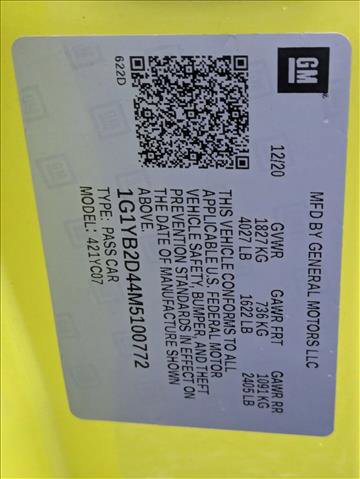 GM
MFD BY GENERAL MOTORS LLC
12/20 GVWR GAWR FRT GAWR RR
1827 KG 736 KG 1091 KG
4027 LB 1622 LB 2405 LB
THIS VEHICLE CONFORMS TO ALL
APPLICABLE U.S. FEDERAL MOTOR
VEHICLE SAFETY, BUMPER, AND THEFT
PREVENTION STANDARDS IN EFFECT ON
THE DATE OF MANUFACTURE SHOWN
ABOVE.
1G1YB2D44M5100772
TYPE: PASS CAR
MODEL: 421YC07
622D